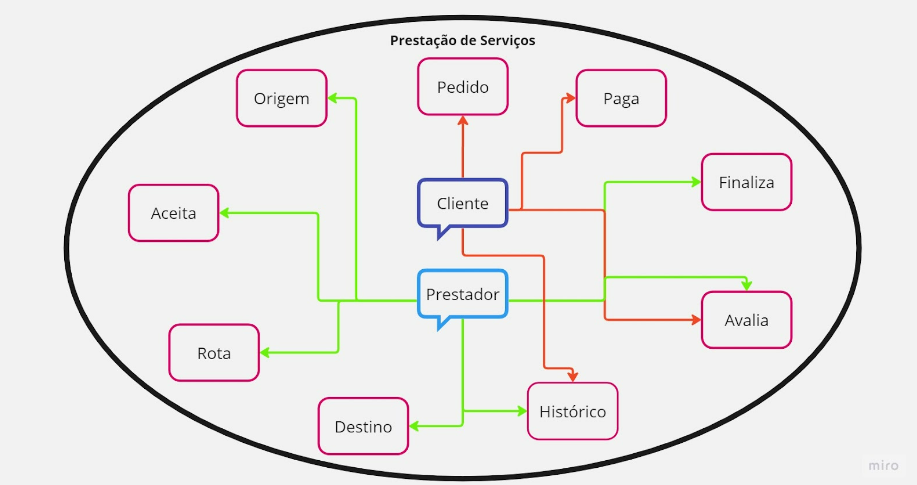 Prestação de Serviços
Origem
Pedido
Paga
Finaliza
Aceita
Cliente
Prestador
Avalia
Rota
Destino
Histórico
miro